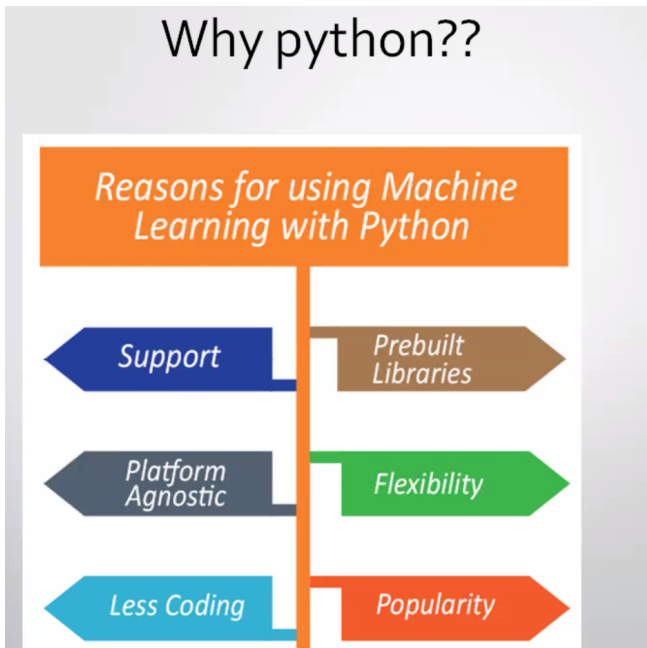 Why python??
Reasons for using Machine
Learning with Python
Support
Prebuilt
Libraries
Platform
Agnostic
Flexibility
Less Coding
Popularity